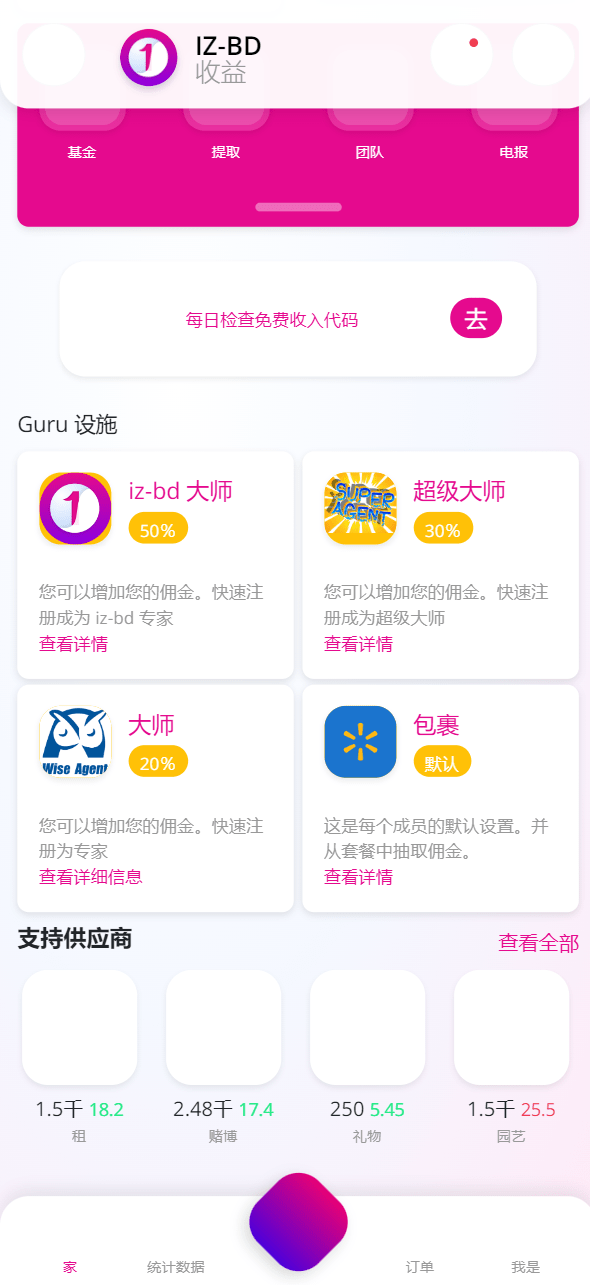 IZ-BD
收益
基金
提取
团队
电报
每日检查免费收入代码
去
Guru 设施
iz-bd 大师
50%
您可以增加您的佣金。快速注
册成为 iz-bd 专家
查看详情
SUPER
AGENT
超级大师
30%
您可以增加您的佣金。快速注
册成为超级大师
查看详情
Wise Agent
大师
20%
您可以增加您的佣金。快速注
册为专家
查看详细信息
包裹
默认
这是每个成员的默认设置。并
从套餐中抽取佣金。
查看详情
支持供应商
查看全部
1.5千 18.2
租
2.48千 17.4
赌博
250 5.45
礼物
1.5千 25.5
园艺
家
统计数据
订单
我是